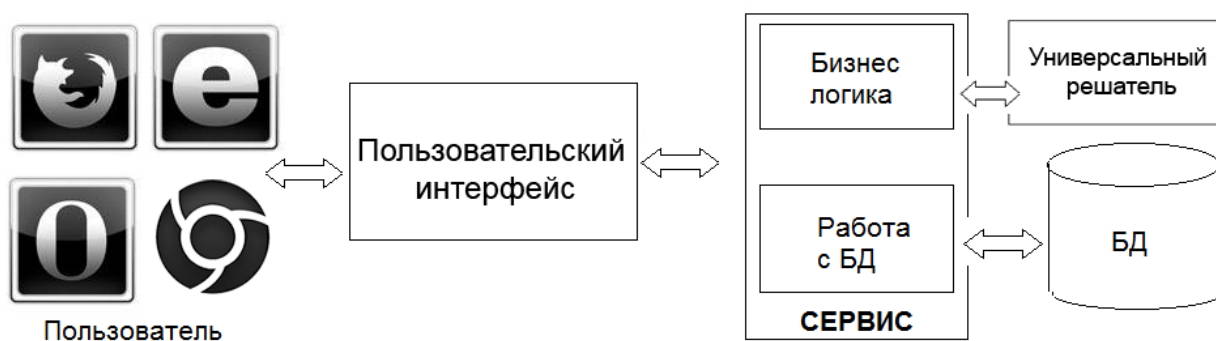 Пользователь
Пользовательский
интерфейс
Бизнес
логика
Работа
с БД
СЕРВИС
Универсальный
решатель
БД